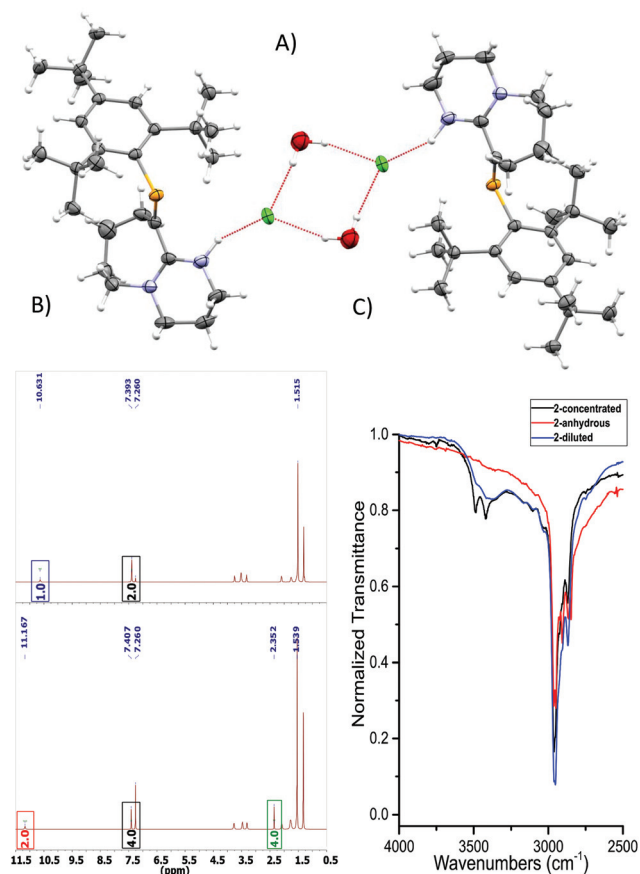 A)
B)
C)
10.631
7.393
7.260
1.515
1.0
2.0
11.167
7.407
7.260
2.352
1.539
2.0
4.0
4.0
11.5 10.5 9.5 8.5 7.5 6.5 5.5 4.5 3.5 2.5 1.5 0.5
(ppm)
2-concentrated
2-anhydrous
2-diluted
Normalized Transmittance
1.0
0.8
0.6
0.4
0.2
0.0
4000 3500 3000 2500
Wavenumbers (cm⁻¹)